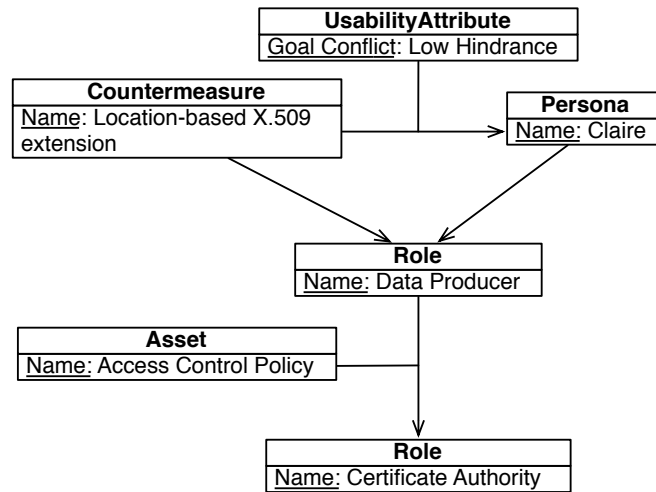 UsabilityAttribute
Goal Conflict: Low Hindrance
Countermeasure
Name: Location-based X.509
extension
Persona
Name: Claire
Role
Name: Data Producer
Asset
Name: Access Control Policy
Role
Name: Certificate Authority